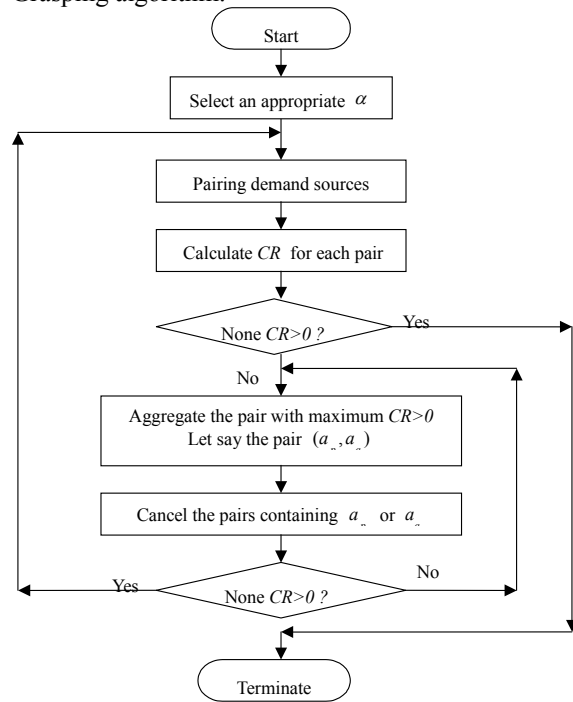 Grasping algorithm.
Start
Select an appropriate α
Pairing demand sources
Calculate CR for each pair
None CR>0 ?
Yes
No
Aggregate the pair with maximum CR>0
Let say the pair (a , a )
Cancel the pairs containing a or a
None CR>0 ?
Yes
No
Terminate